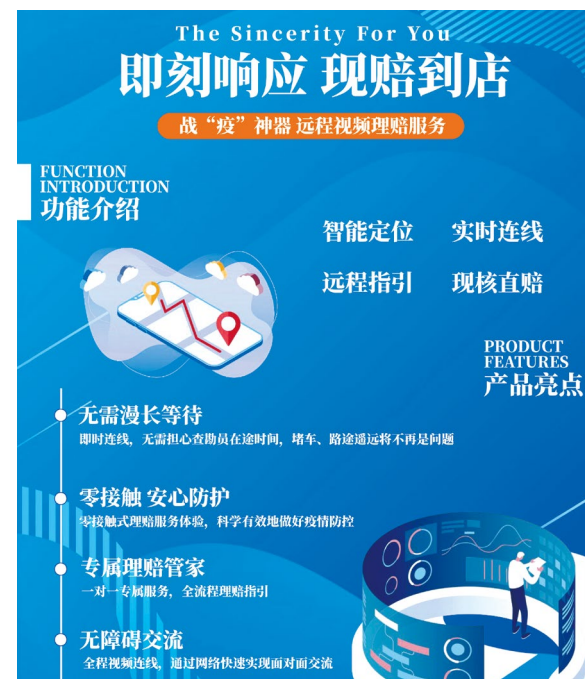 The Sincerity For You
即刻响应 现赔到店
战“疫”神器 远程视频理赔服务
FUNCTION
INTRODUCTION
功能介绍
智能定位 实时连线
远程指引 现核直赔
PRODUCT
FEATURES
产品亮点
无需漫长等待
即时连线，无需担心查勘员在途时间，堵车、路途遥远将不再是问题
零接触 安心防护
零接触式理赔服务体验，科学有效地做好疫情防控
专属理赔管家
一对一专属服务，全流程理赔指引
无障碍交流
全程视频连线，通过网络快速实现面对面交流